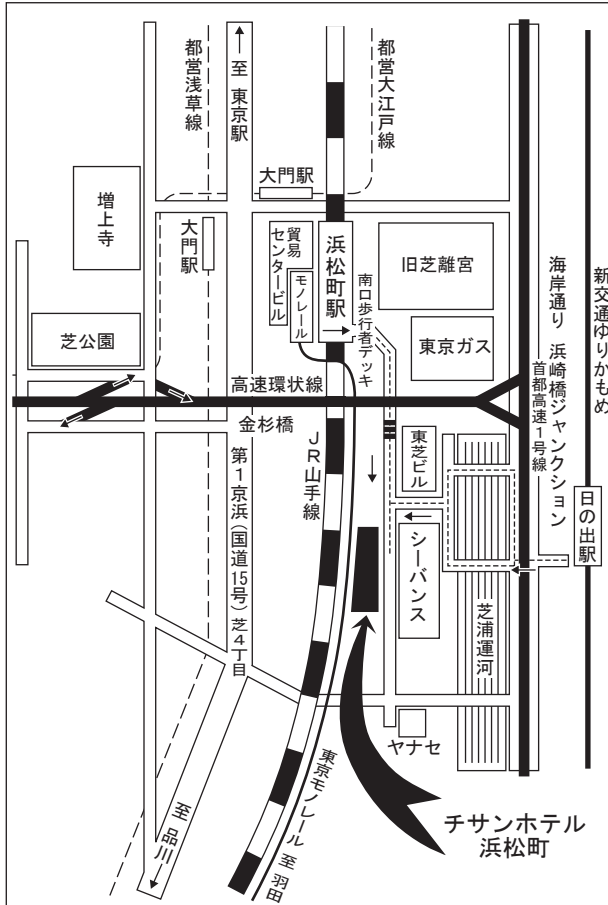 都営浅草線
至 東京駅
都営大江戸線
大門駅
増上寺
大門駅
貿易
センタービル
モノレール
浜松町駅
南口歩行者デッキ
旧芝離宮
東京ガス
海岸通り 浜崎橋ジャンクション
首都高速1号線
新交通ゆりかもめ
芝公園
高速環状線
金杉橋
JR山手線
東芝ビル
シーバンス
日の出駅
第1京浜(国道15号) 芝4丁目
芝浦運河
ヤナセ
東京モノレール 至 羽田
至 品川
チサンホテル
浜松町